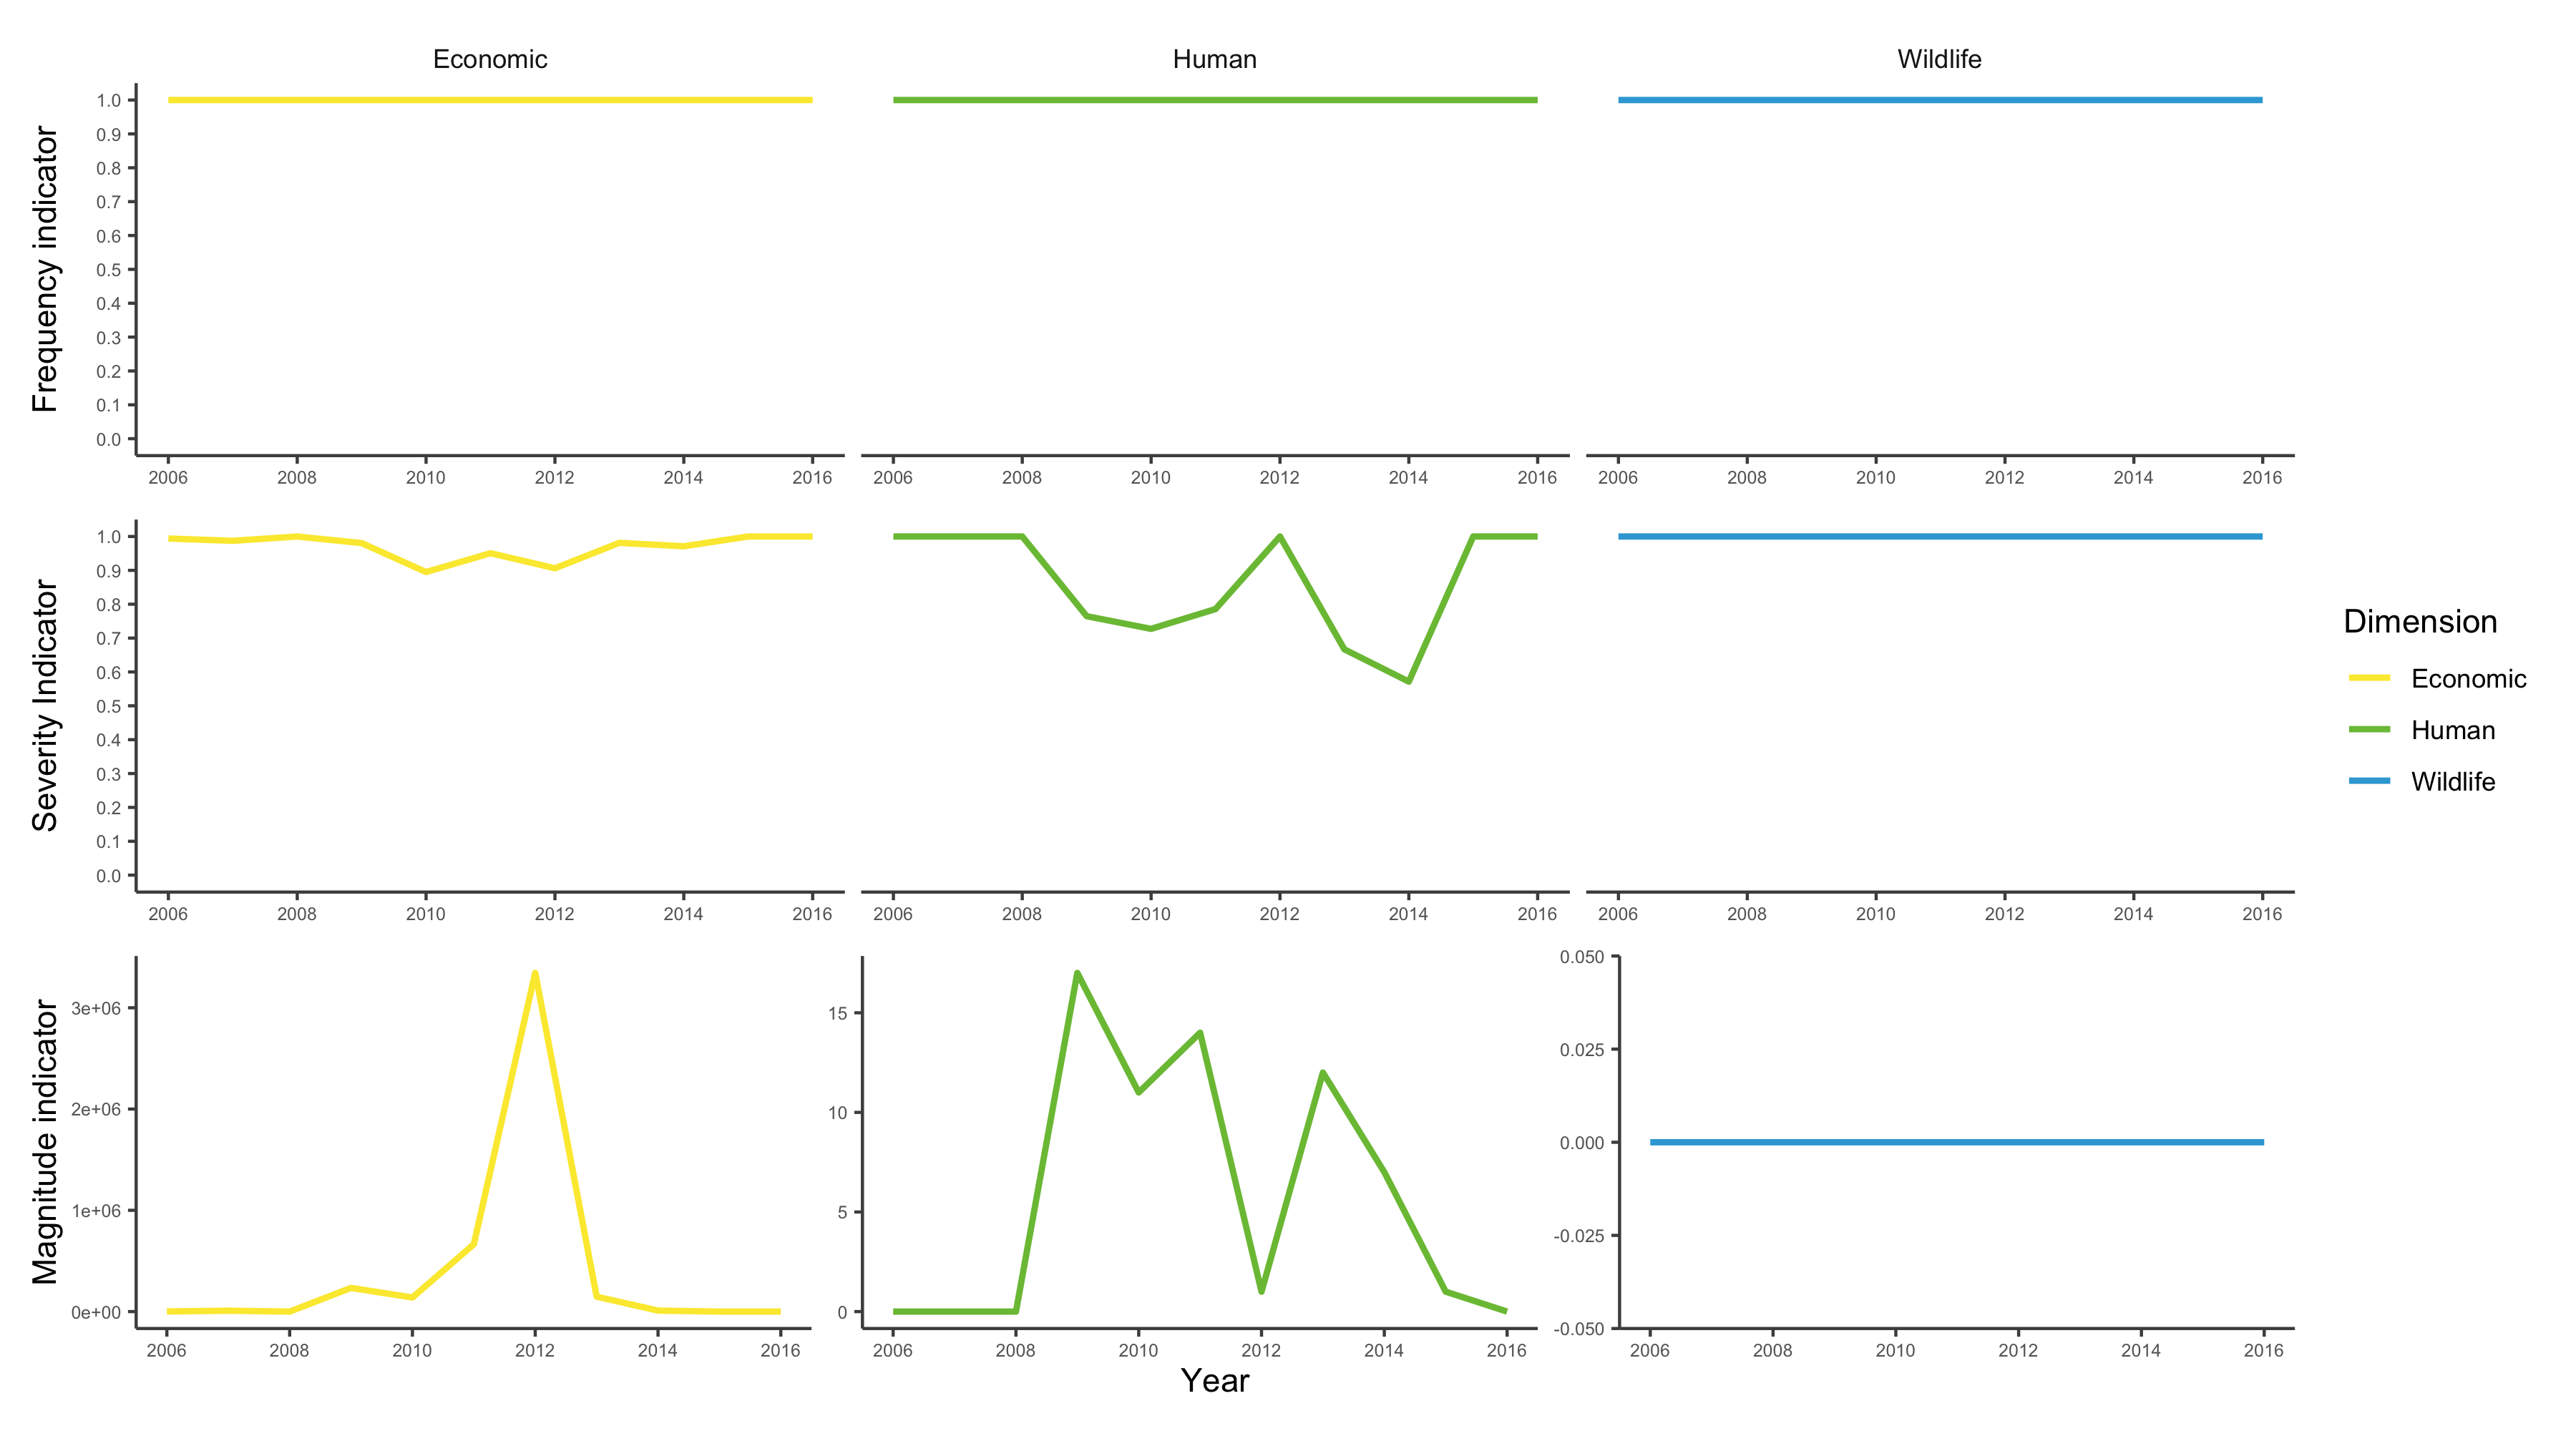 Economic Human Wildlife
Frequency indicator
1.0
0.9
0.8
0.7
0.6
0.5
0.4
0.3
0.2
0.1
0.0
2006 2008 2010 2012 2014 2016 2006 2008 2010 2012 2014 2016 2006 2008 2010 2012 2014 2016
Severity Indicator
1.0
0.9
0.8
0.7
0.6
0.5
0.4
0.3
0.2
0.1
0.0
2006 2008 2010 2012 2014 2016 2006 2008 2010 2012 2014 2016 2006 2008 2010 2012 2014 2016
Magnitude indicator
3e+06
2e+06
1e+06
0e+00
2006 2008 2010 2012 2014 2016
15
10
5
0
2006 2008 2010 2012 2014 2016
0.050
0.025
0.000
-0.025
-0.050
2006 2008 2010 2012 2014 2016
Year
Dimension
Economic
Human
Wildlife